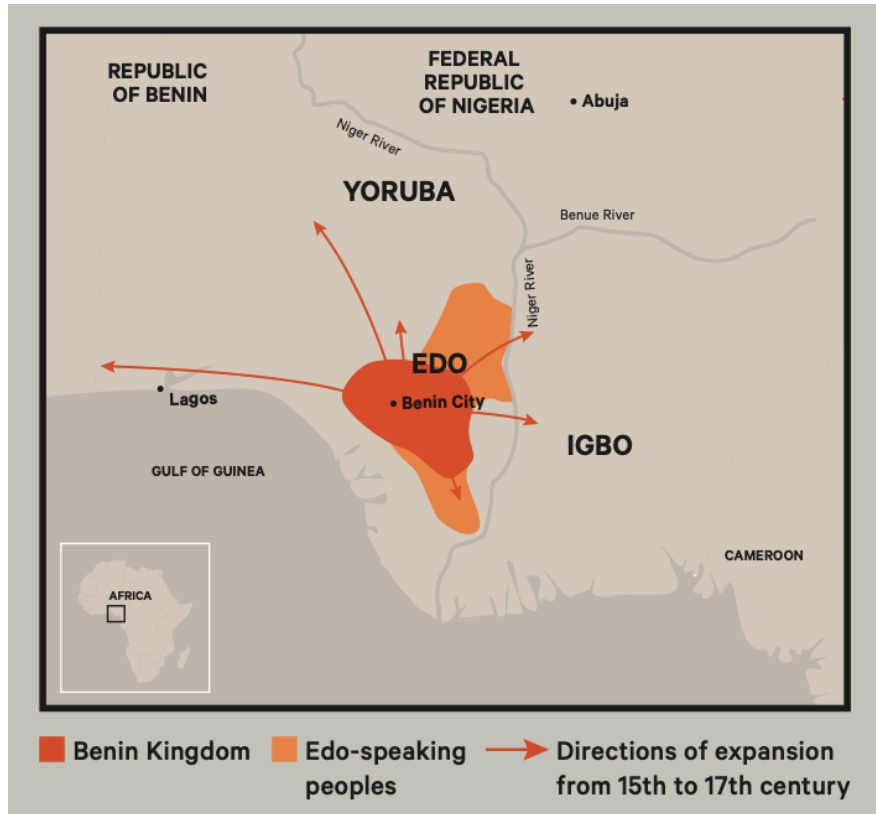 REPUBLIC
OF BENIN
FEDERAL
REPUBLIC
OF NIGERIA
Abuja
Niger River
YORUBA
Benue River
Niger River
EDO
Benin City
Lagos
IGBO
GULF OF GUINEA
CAMEROON
AFRICA
Benin Kingdom
Edo-speaking
peoples
Directions of expansion
from 15th to 17th century